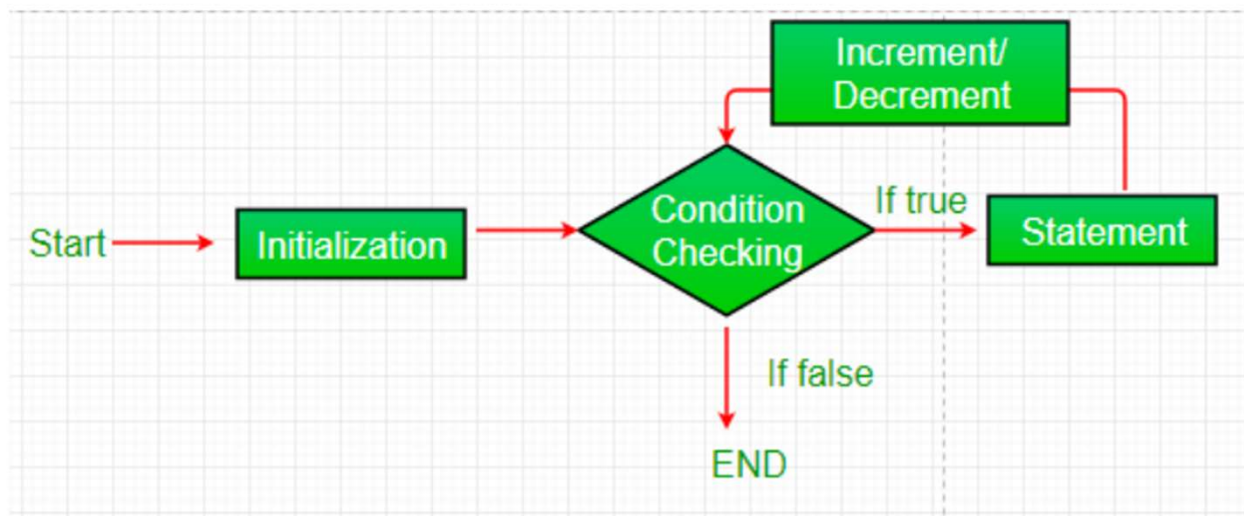 Increment/
Decrement
Start
Initialization
Condition
Checking
If true
Statement
If false
END